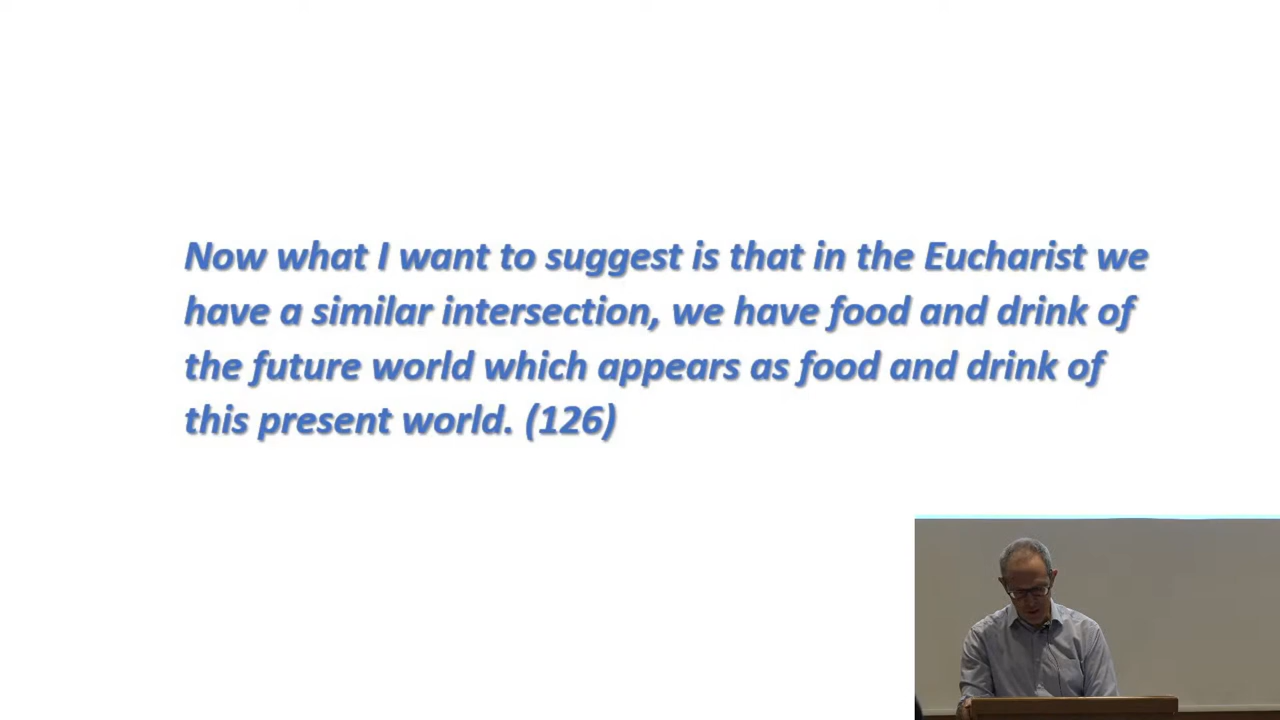 Now what I want to suggest is that in the Eucharist we
have a similar intersection, we have food and drink of
the future world which appears as food and drink of
this present world. (126)